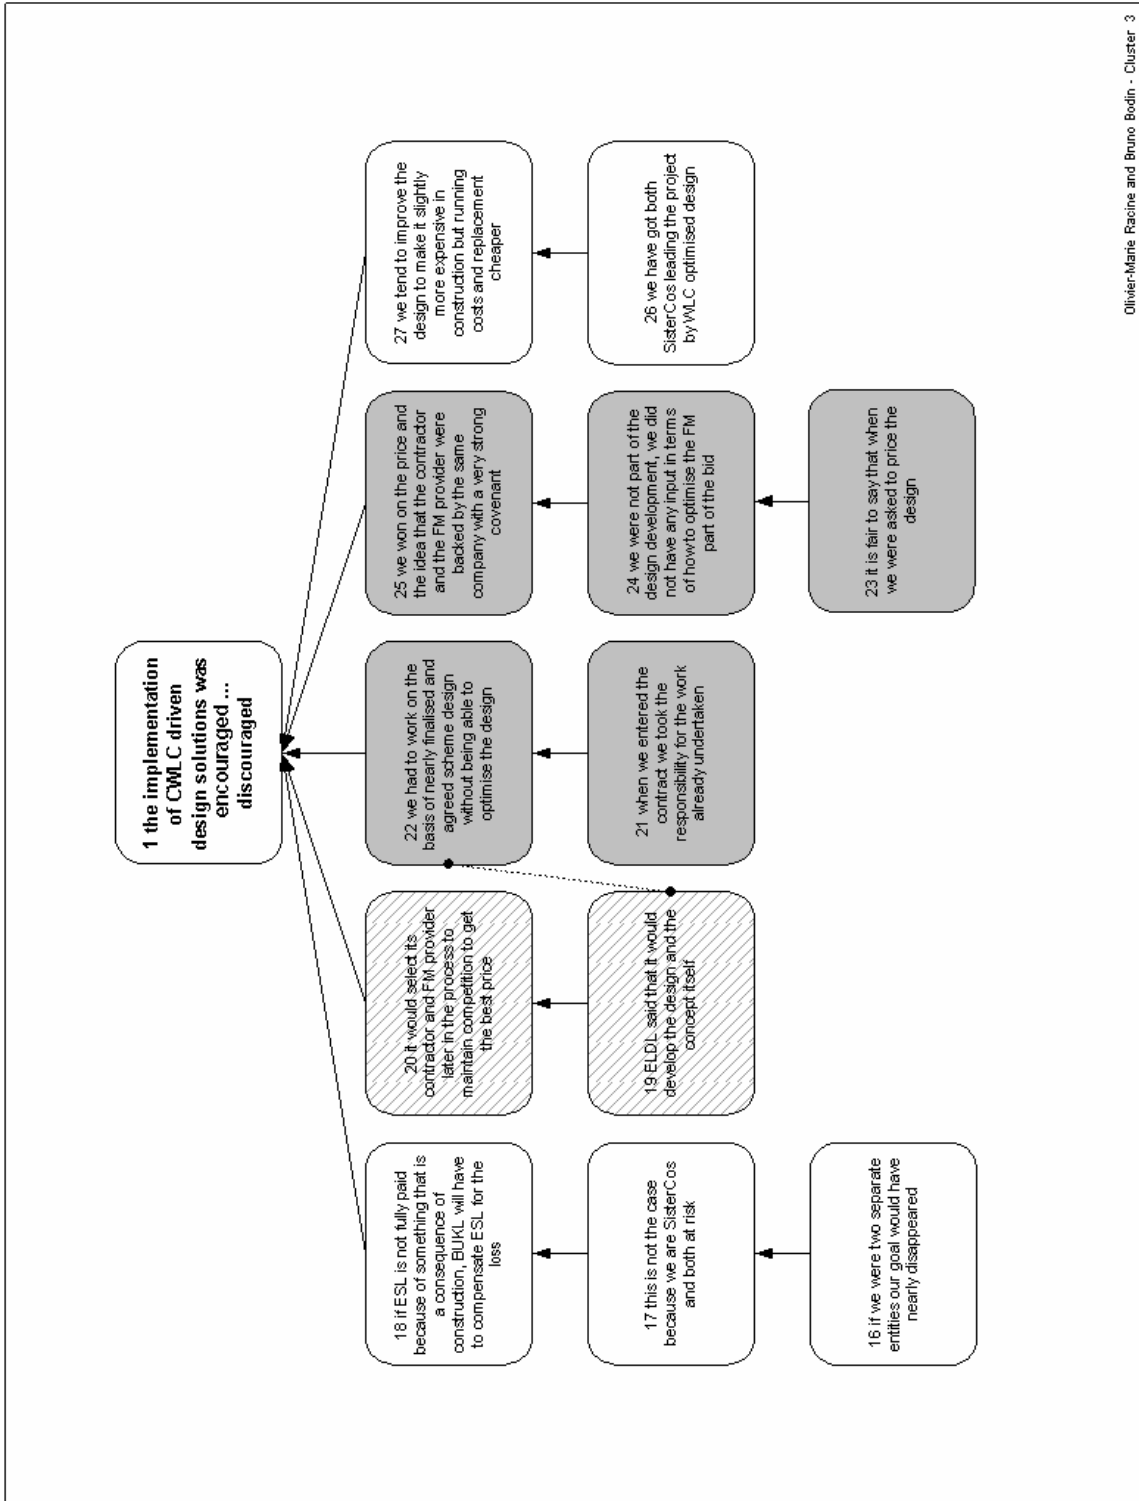 1 the implementation
of CWLC driven
design solutions was
encouraged ...
discouraged
18 if ESL is not fully paid
because of something that is
a consequence of
construction, BUKL will have
to compensate ESL for the
loss
20 it would select its
contractor and FM provider
later in the process to
maintain competition to get
the best price
22 we had to work on the
basis of nearly finalised and
agreed scheme design
without being able to
optimise the design
25 we won on the price and
the idea that the contractor
and the FM provider were
backed by the same
company with a very strong
covenant
27 we tend to improve the
design to make it slightly
more expensive in
construction but running
costs and replacement
cheaper
17 this is not the case
because we are SisterCos
and both at risk
19 ELDL said that it would
develop the design and the
concept itself
21 when we entered the
contract we took the
responsibility for the work
already undertaken
24 we were not part of the
design development, we did
not have any input in terms
of how to optimise the FM
part of the bid
26 we have got both
SisterCos leading the project
by WLC optimised design
16 if we were two separate
entities our goal would have
nearly disappeared
23 it is fair to say that when
we were asked to price the
design
Olivier-Marie Racine and Bruno Bodin - Cluster 3